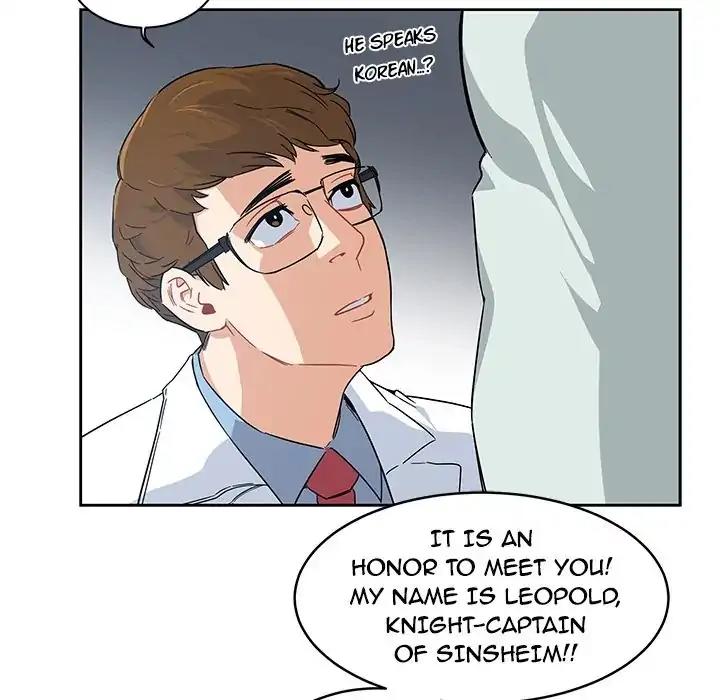 HE SPEAKS
KOREAN...?
IT IS AN
HONOR TO MEET YOU!
MY NAME IS LEOPOLD,
KNIGHT-CAPTAIN
OF SINSHEIM!!